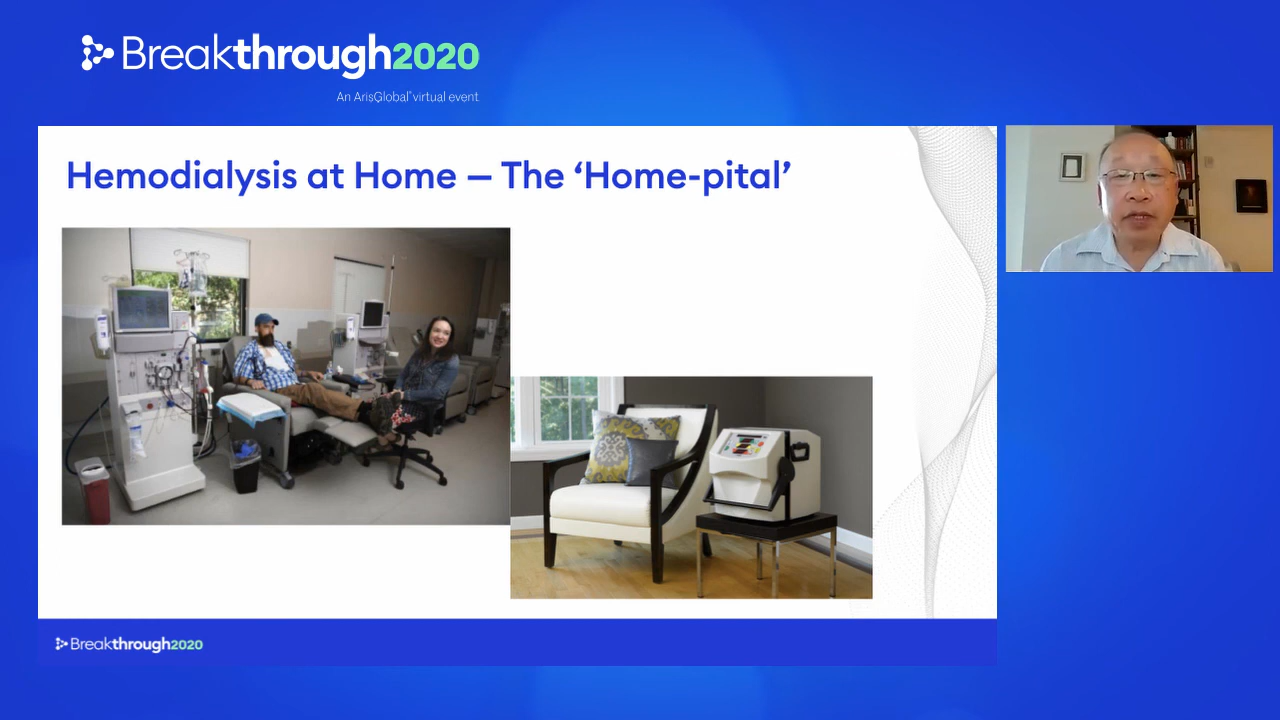 Breakthrough2020
An ArisGlobal® virtual event
Hemodialysis at Home – The ‘Home-pital’
Breakthrough2020